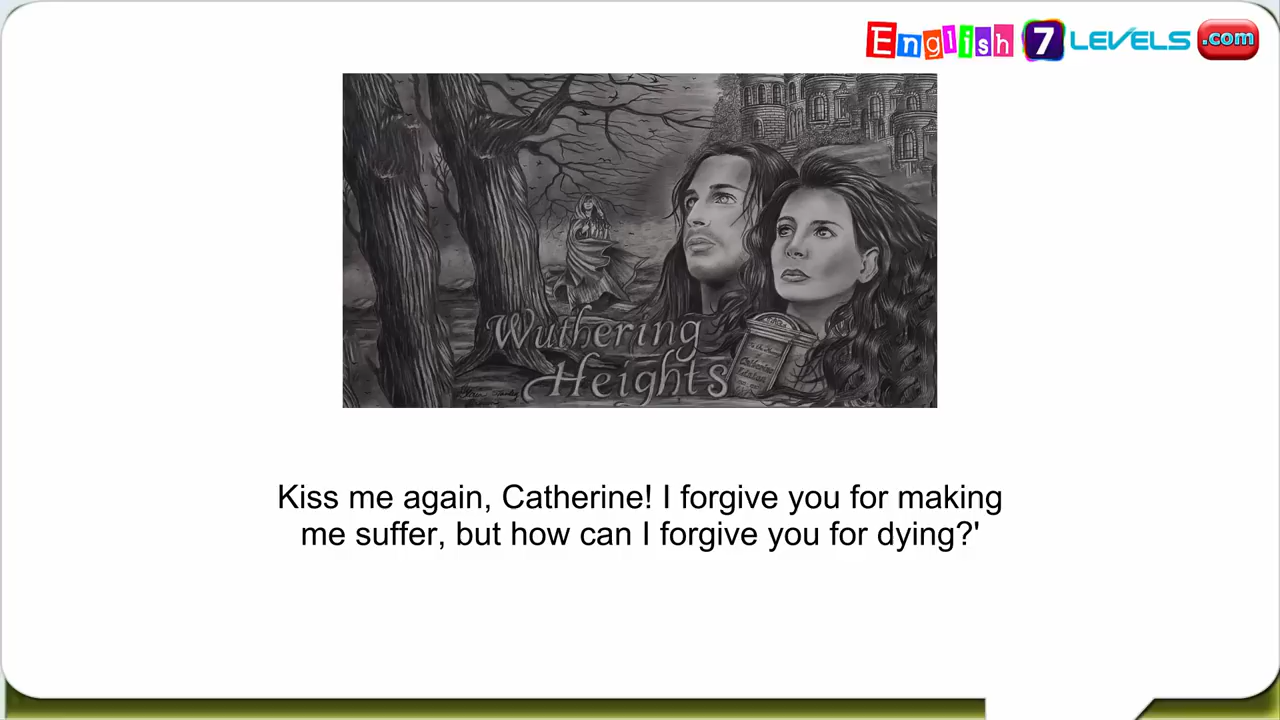 English 7 LEVELS .com
Wuthering
Heights
Kiss me again, Catherine! I forgive you for making
me suffer, but how can I forgive you for dying?'